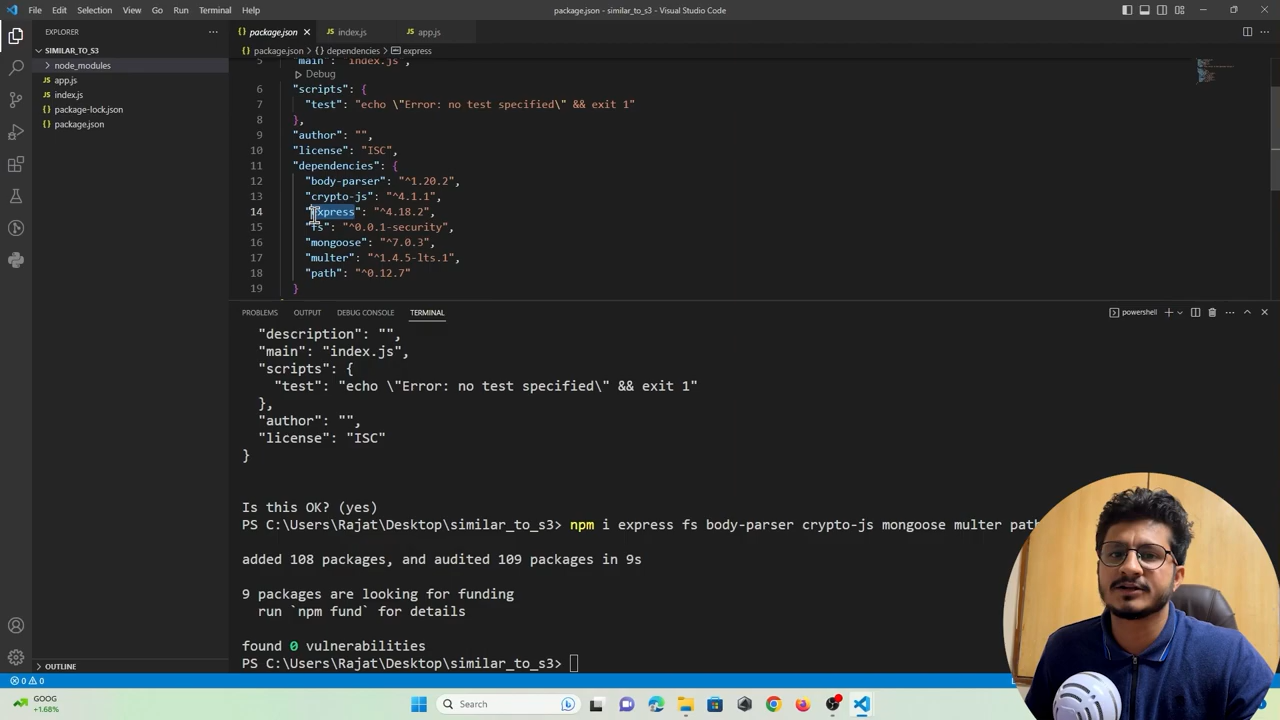 File Edit Selection View Go Run Terminal Help
package.json - similar_to_s3 - Visual Studio Code
EXPLORER
SIMILAR_TO_S3
node_modules
app.js
index.js
package-lock.json
package.json
OUTLINE
package.json
index.js
app.js
package.json > dependencies > express
5 "main": "index.js",
Debug
6 "scripts": {
7 "test": "echo \"Error: no test specified\" && exit 1"
8 },
9 "author": "",
10 "license": "ISC",
11 "dependencies": {
12 "body-parser": "^1.20.2",
13 "crypto-js": "^4.1.1",
14 "express": "^4.18.2",
15 "fs": "^0.0.1-security",
16 "mongoose": "^7.0.3",
17 "multer": "^1.4.5-lts.1",
18 "path": "^0.12.7"
19 }
PROBLEMS OUTPUT DEBUG CONSOLE TERMINAL
powershell
"description": "",
"main": "index.js",
"scripts": {
"test": "echo \"Error: no test specified\" && exit 1"
},
"author": "",
"license": "ISC"
}
Is this OK? (yes)
PS C:\Users\Rajat\Desktop\similar_to_s3> npm i express fs body-parser crypto-js mongoose multer path
added 108 packages, and audited 109 packages in 9s
9 packages are looking for funding
run `npm fund` for details
found 0 vulnerabilities
PS C:\Users\Rajat\Desktop\similar_to_s3>
0 0
GOOG
+1.68%
Search